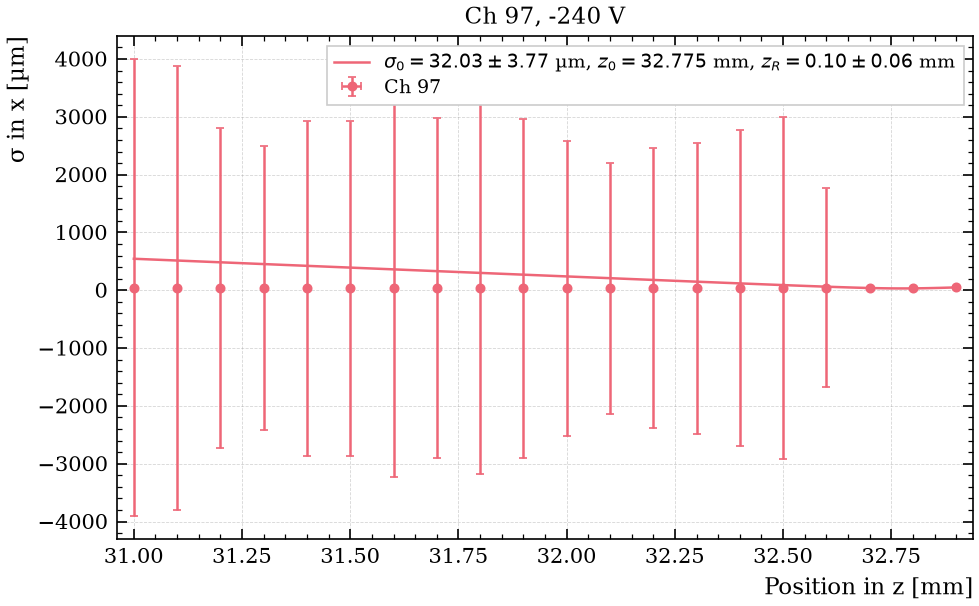 Ch 97, -240 V
σ in x [µm]
σ₀ = 32.03 ± 3.77 µm, z₀ = 32.775 mm, z_R = 0.10 ± 0.06 mm
Ch 97
4000
3000
2000
1000
0
−1000
−2000
−3000
−4000
31.00 31.25 31.50 31.75 32.00 32.25 32.50 32.75
Position in z [mm]